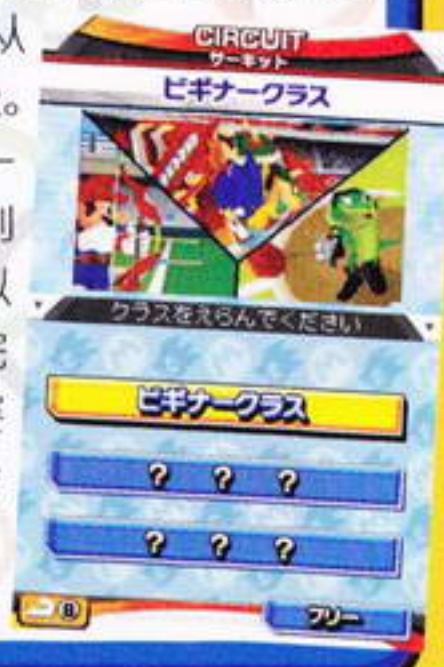 从
。
CIRCUIT
サーキット
ビギナークラス
クラスをえらんでください
ビギナークラス
? ? ?
? ? ?
B
フリー